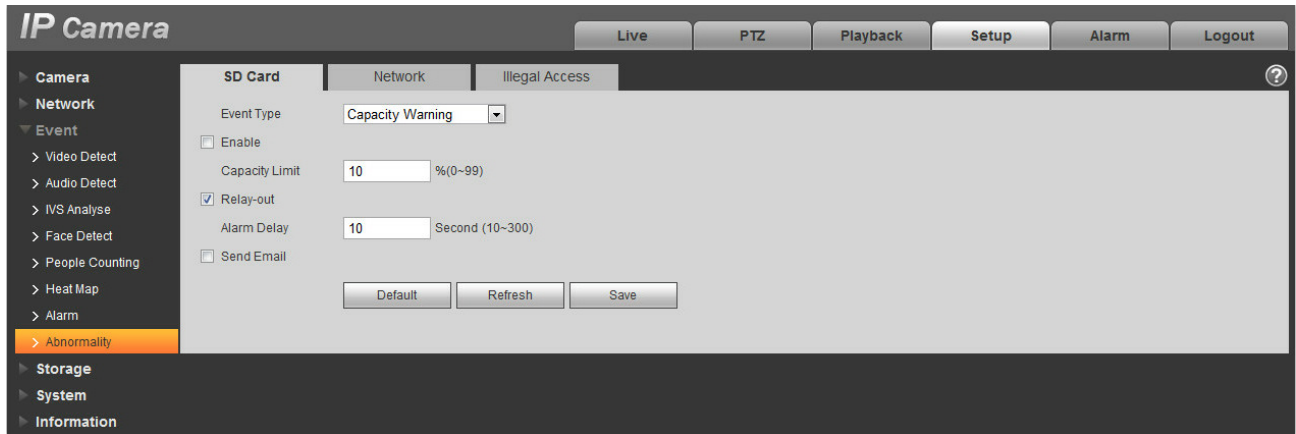 IP Camera
Live PTZ Playback Setup Alarm Logout
Camera
Network
Event
Video Detect
Audio Detect
IVS Analyse
Face Detect
People Counting
Heat Map
Alarm
Abnormality
Storage
System
Information
SD Card Network Illegal Access
?
Event Type Capacity Warning
Enable
Capacity Limit 10 %(0~99)
Relay-out
Alarm Delay 10 Second (10~300)
Send Email
Default Refresh Save